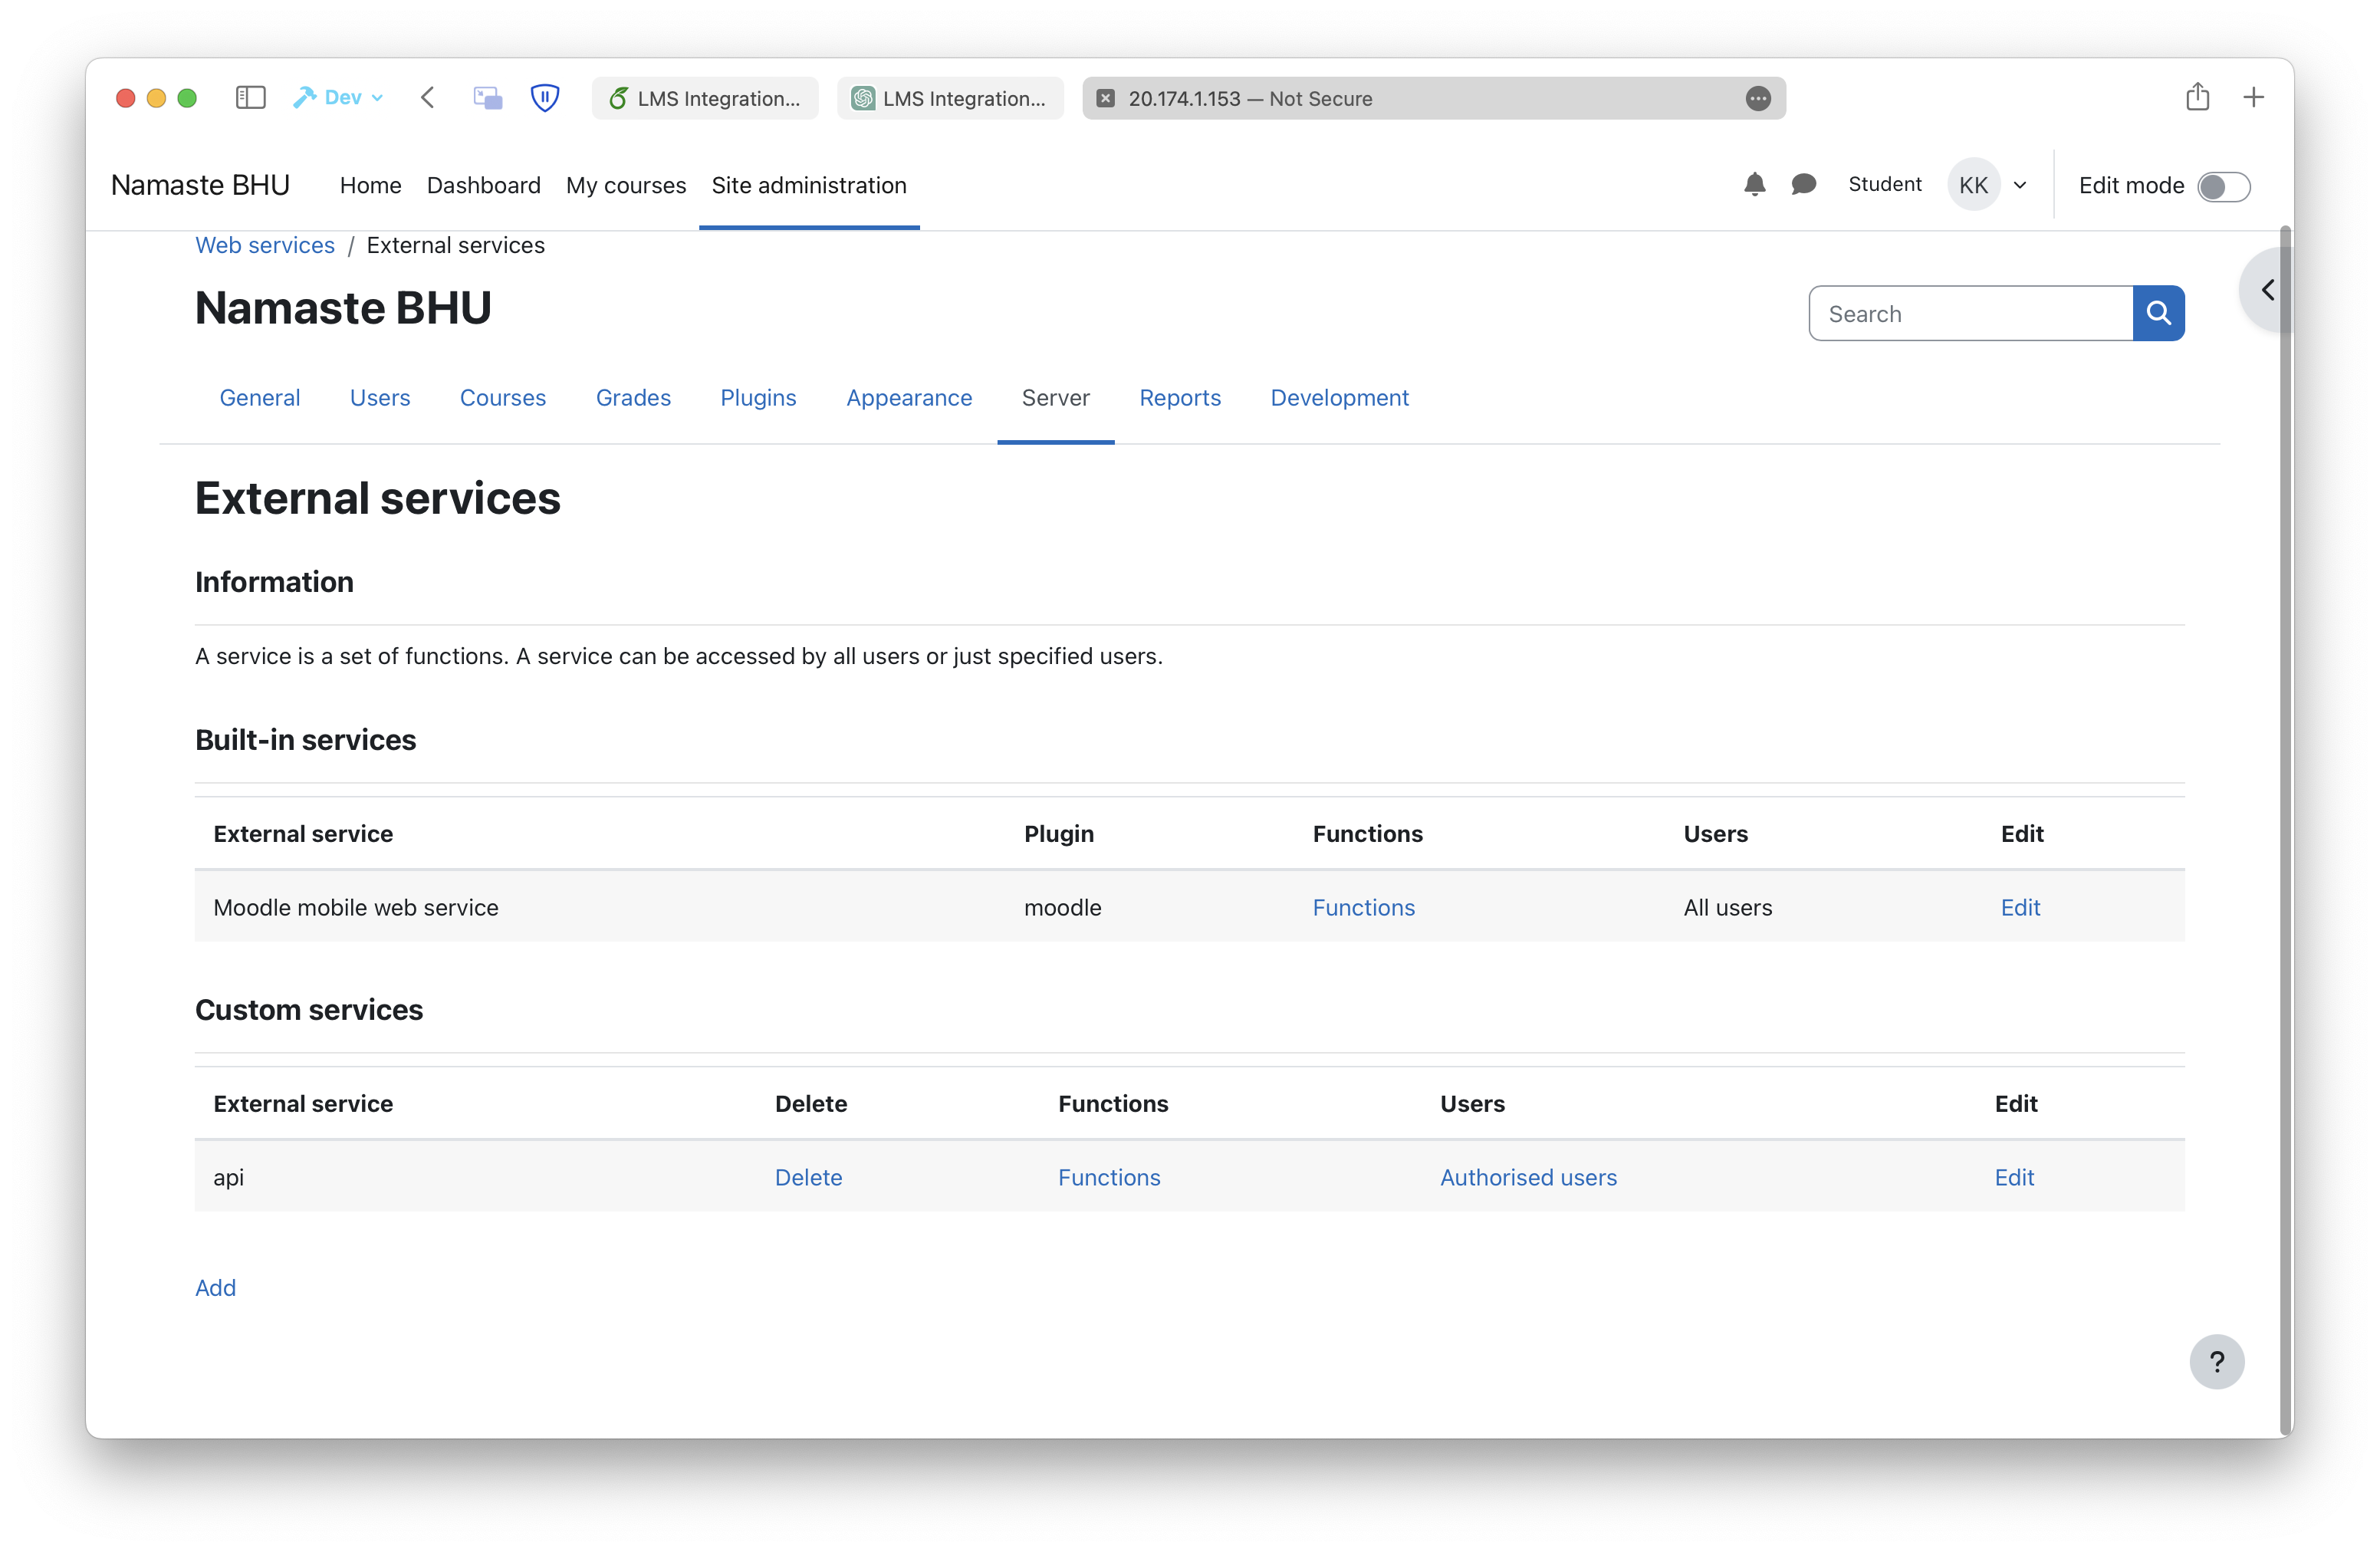 Dev
LMS Integration...
LMS Integration...
20.174.1.153 — Not Secure
Namaste BHU
Home
Dashboard
My courses
Site administration
Student
KK
Edit mode
Web services / External services
Namaste BHU
Search
General
Users
Courses
Grades
Plugins
Appearance
Server
Reports
Development
External services
Information
A service is a set of functions. A service can be accessed by all users or just specified users.
Built-in services
External service Plugin Functions Users Edit
Moodle mobile web service moodle Functions All users Edit
Custom services
External service Delete Functions Users Edit
api Delete Functions Authorised users Edit
Add
?